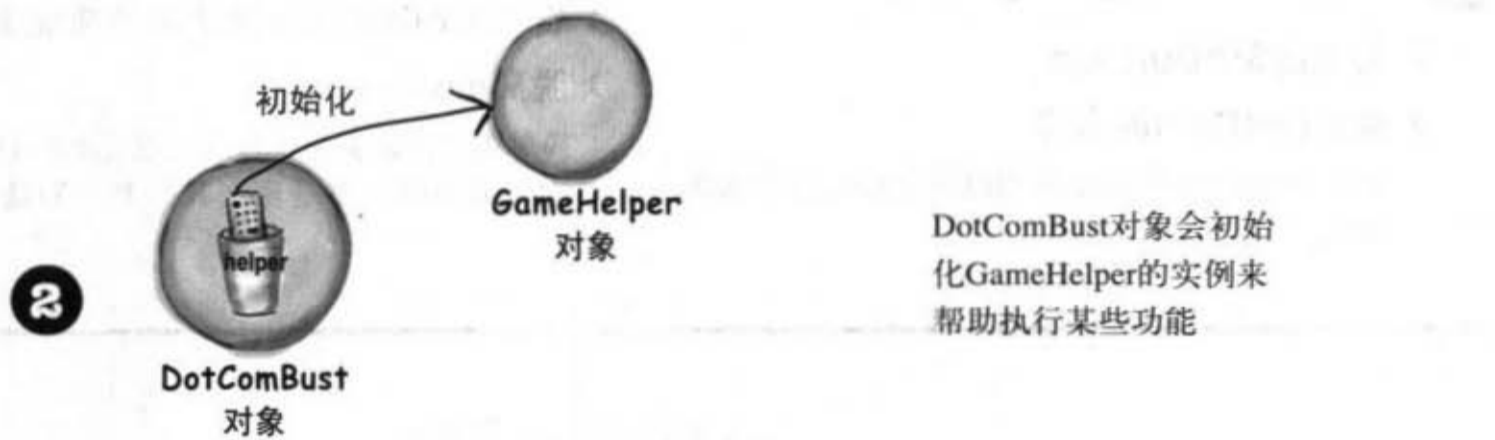 初始化
GameHelper
对象
helper
2
DotComBust
对象
DotComBust对象会初始
化GameHelper的实例来
帮助执行某些功能